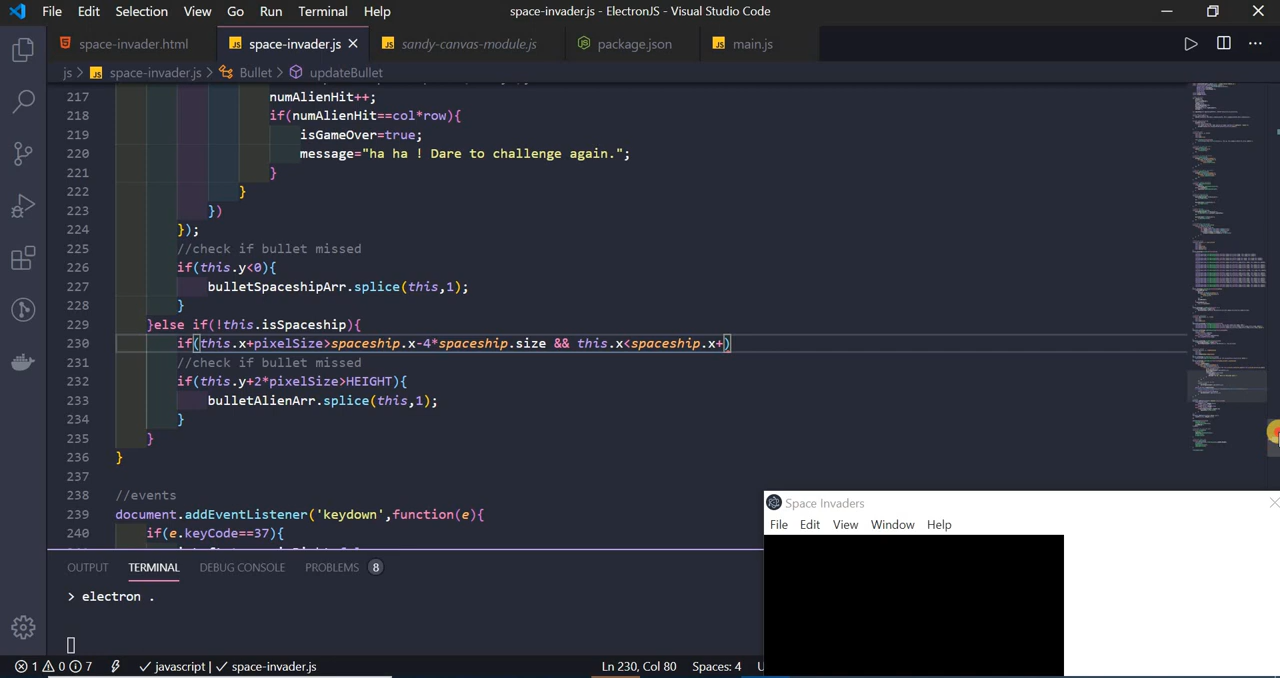 File Edit Selection View Go Run Terminal Help space-invader.js - ElectronJS - Visual Studio Code
space-invader.html JS space-invader.js JS sandy-canvas-module.js package.json JS main.js
js > JS space-invader.js > Bullet > updateBullet
217 numAlienHit++;
218 if(numAlienHit==col*row){
219 isGameOver=true;
220 message="ha ha ! Dare to challenge again.";
221 }
222 }
223 })
224 });
225 //check if bullet missed
226 if(this.y<0){
227 bulletSpaceshipArr.splice(this,1);
228 }
229 }else if(!this.isSpaceship){
230 if(this.x+pixelSize>spaceship.x-4*spaceship.size && this.x<spaceship.x+)
231 //check if bullet missed
232 if(this.y+2*pixelSize>HEIGHT){
233 bulletAlienArr.splice(this,1);
234 }
235 }
236 }
237
238 //events
239 document.addEventListener('keydown',function(e){
240 if(e.keyCode==37){
OUTPUT TERMINAL DEBUG CONSOLE PROBLEMS 8
> electron .
Space Invaders
File Edit View Window Help
1 0 7 javascript | space-invader.js Ln 230, Col 80 Spaces: 4